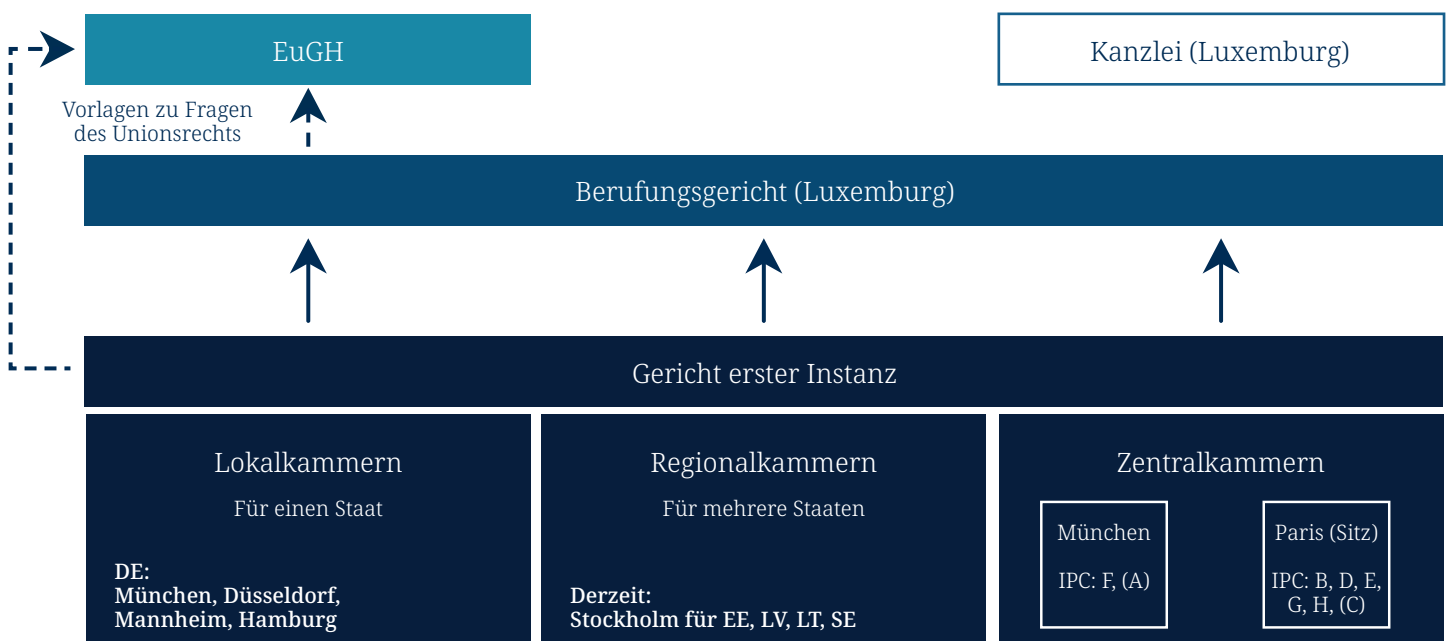 EuGH
Kanzlei (Luxemburg)
Vorlagen zu Fragen
des Unionsrechts
Berufungsgericht (Luxemburg)
Gericht erster Instanz
Lokalkammern
Für einen Staat
DE:
München, Düsseldorf,
Mannheim, Hamburg
Regionalkammern
Für mehrere Staaten
Derzeit:
Stockholm für EE, LV, LT, SE
Zentralkammern
München
IPC: F, (A)
Paris (Sitz)
IPC: B, D, E,
G, H, (C)